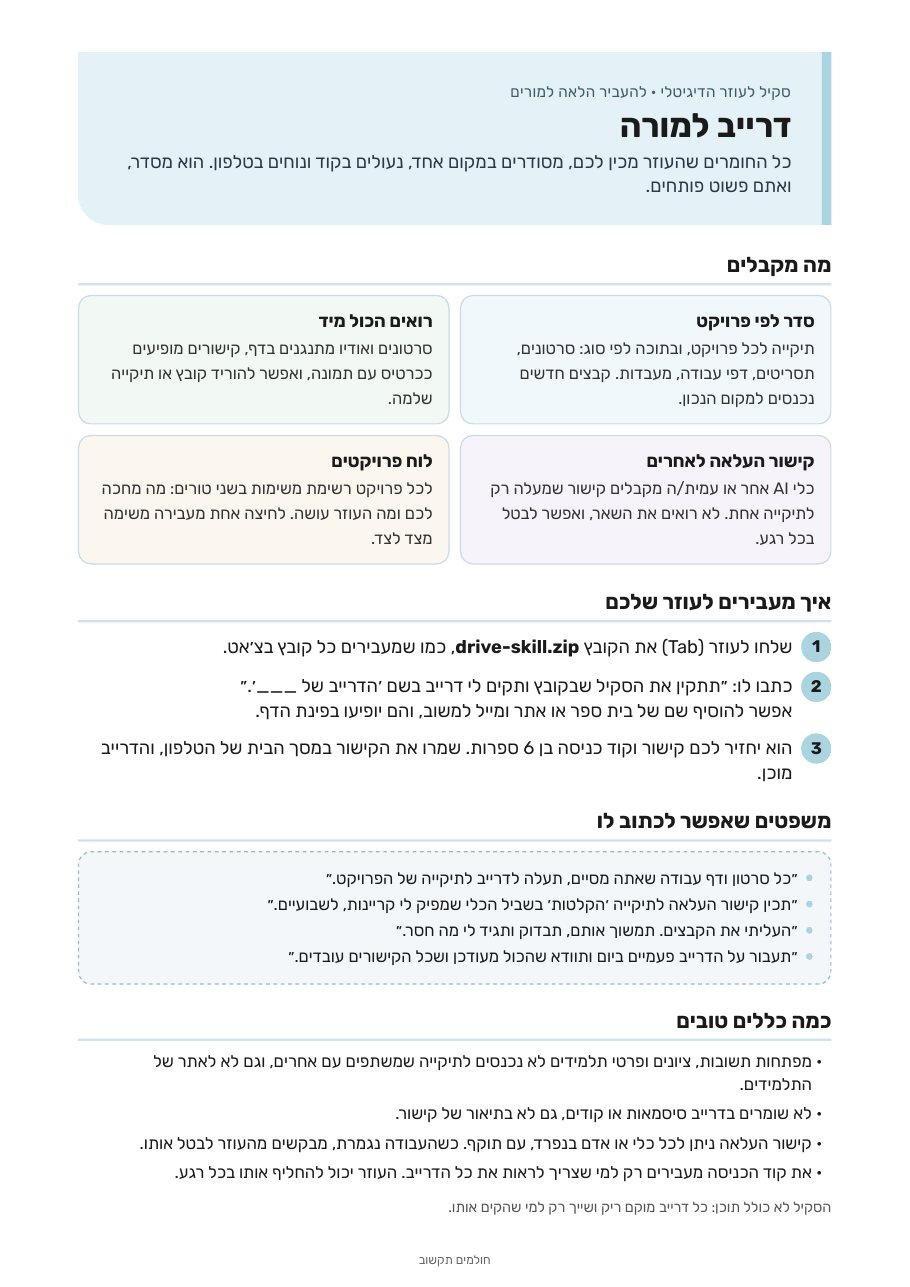 סקיל לעוזר הדיגיטלי • להעביר הלאה למורים
דרייב למורה
כל החומרים שהעוזר מכין לכם, מסודרים במקום אחד, נעולים בקוד ונוחים בטלפון. הוא מסדר,
ואתם פשוט פותחים.
מה מקבלים
סדר לפי פרויקט
תיקייה לכל פרויקט, ובתוכה לפי סוג: סרטונים,
תסריטים, דפי עבודה, מעבדות. קבצים חדשים
נכנסים למקום הנכון.
רואים הכול מיד
סרטונים ואודיו מתנגנים בדף, קישורים מופיעים
ככרטיס עם תמונה, ואפשר להוריד קובץ או תיקייה
שלמה.
קישור העלאה לאחרים
כלי AI אחר או עמית/ה מקבלים קישור שמעלה רק
לתיקייה אחת. לא רואים את השאר, ואפשר לבטל
בכל רגע.
לוח פרויקטים
לכל פרויקט רשימת משימות בשני טורים: מה מחכה
לכם ומה העוזר עושה. לחיצה אחת מעבירה משימה
מצד לצד.
איך מעבירים לעוזר שלכם
1 שלחו לעוזר (Tab) את הקובץ drive-skill.zip, כמו שמעבירים כל קובץ בצ׳אט.
2 כתבו לו: ״תתקין את הסקיל שבקובץ ותקים לי דרייב בשם ׳הדרייב של ___׳.״
אפשר להוסיף שם של בית ספר או אתר ומייל למשוב, והם יופיעו בפינת הדף.
3 הוא יחזיר לכם קישור וקוד כניסה בן 6 ספרות. שמרו את הקישור במסך הבית של הטלפון, והדרייב
מוכן.
משפטים שאפשר לכתוב לו
• ״כל סרטון ודף עבודה שאתה מסיים, תעלה לדרייב לתיקייה של הפרויקט.״
• ״תכין קישור העלאה לתיקייה ׳הקלטות׳ בשביל הכלי שמפיק לי קריינות, לשבועיים.״
• ״העליתי את הקבצים. תמשוך אותם, תבדוק ותגיד לי מה חסר.״
• ״תעבור על הדרייב פעמיים ביום ותוודא שהכול מעודכן ושכל הקישורים עובדים.״
כמה כללים טובים
• מפתחות תשובות, ציונים ופרטי תלמידים לא נכנסים לתיקייה שמשתפים עם אחרים, וגם לא לאתר של
התלמידים.
• לא שומרים בדרייב סיסמאות או קודים, גם לא בתיאור של קישור.
• קישור העלאה ניתן לכל כלי או אדם בנפרד, עם תוקף. כשהעבודה נגמרת, מבקשים מהעוזר לבטל אותו.
• את קוד הכניסה מעבירים רק למי שצריך לראות את כל הדרייב. העוזר יכול להחליף אותו בכל רגע.
הסקיל לא כולל תוכן: כל דרייב מוקם ריק ושייך רק למי שהקים אותו.
חולמים תקשוב